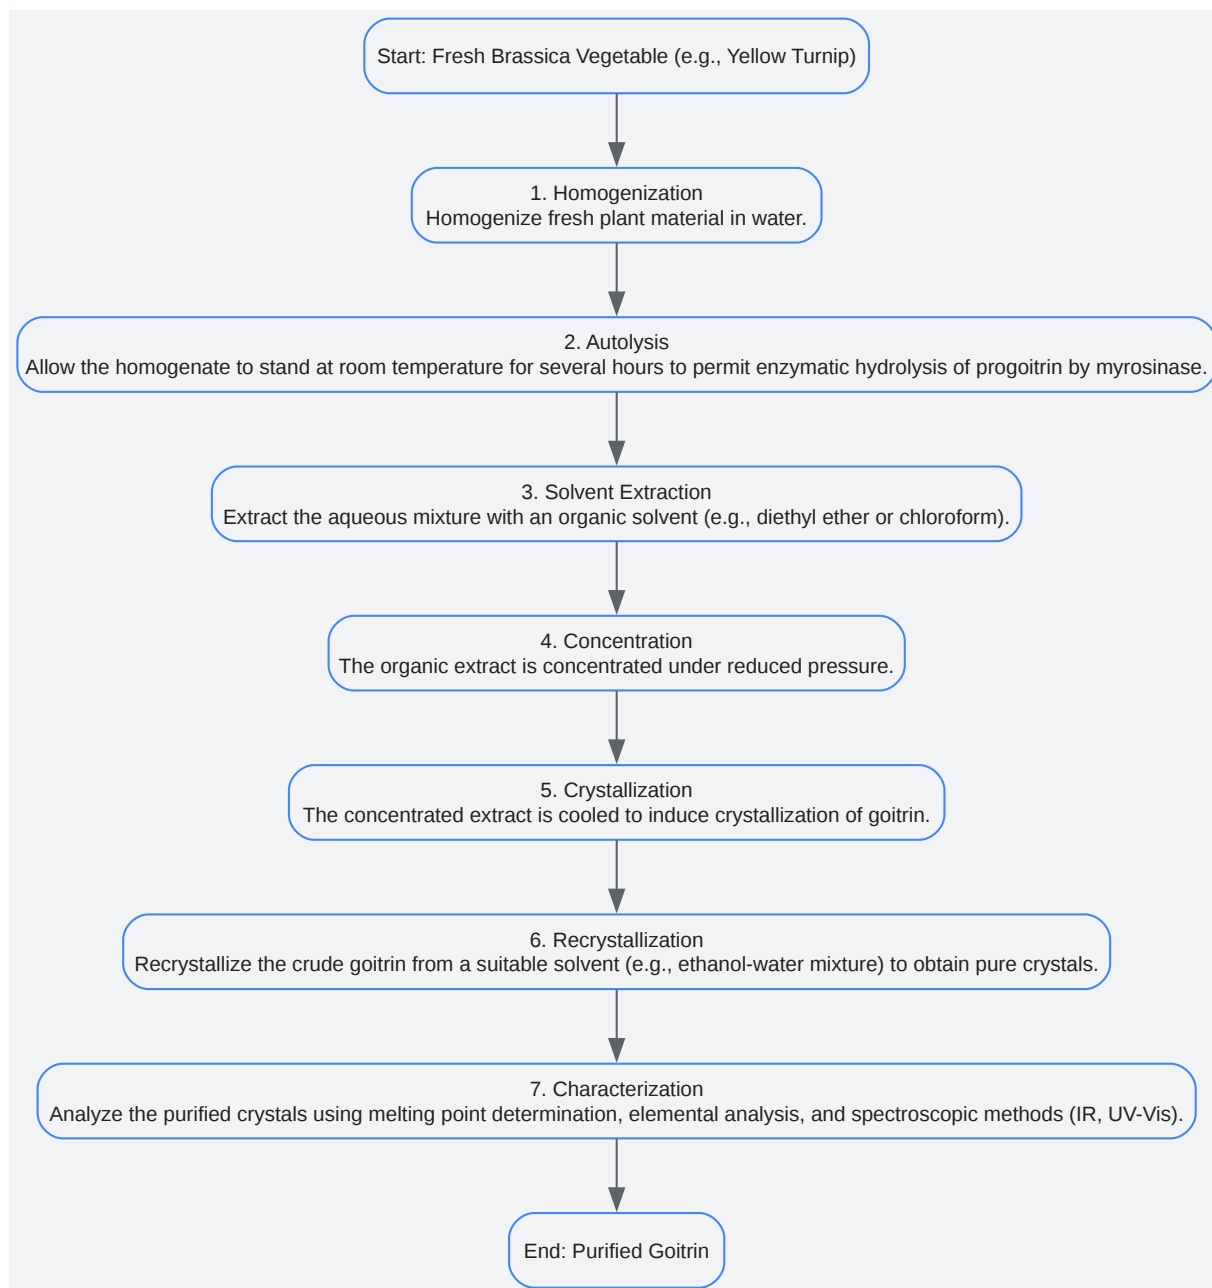 Start: Fresh Brassica Vegetable (e.g., Yellow Turnip)
1. Homogenization
Homogenize fresh plant material in water.
2. Autolysis
Allow the homogenate to stand at room temperature for several hours to permit enzymatic hydrolysis of progoitrin by myrosinase.
3. Solvent Extraction
Extract the aqueous mixture with an organic solvent (e.g., diethyl ether or chloroform).
4. Concentration
The organic extract is concentrated under reduced pressure.
5. Crystallization
The concentrated extract is cooled to induce crystallization of goitrin.
6. Recrystallization
Recrystallize the crude goitrin from a suitable solvent (e.g., ethanol-water mixture) to obtain pure crystals.
7. Characterization
Analyze the purified crystals using melting point determination, elemental analysis, and spectroscopic methods (IR, UV-Vis).
End: Purified Goitrin